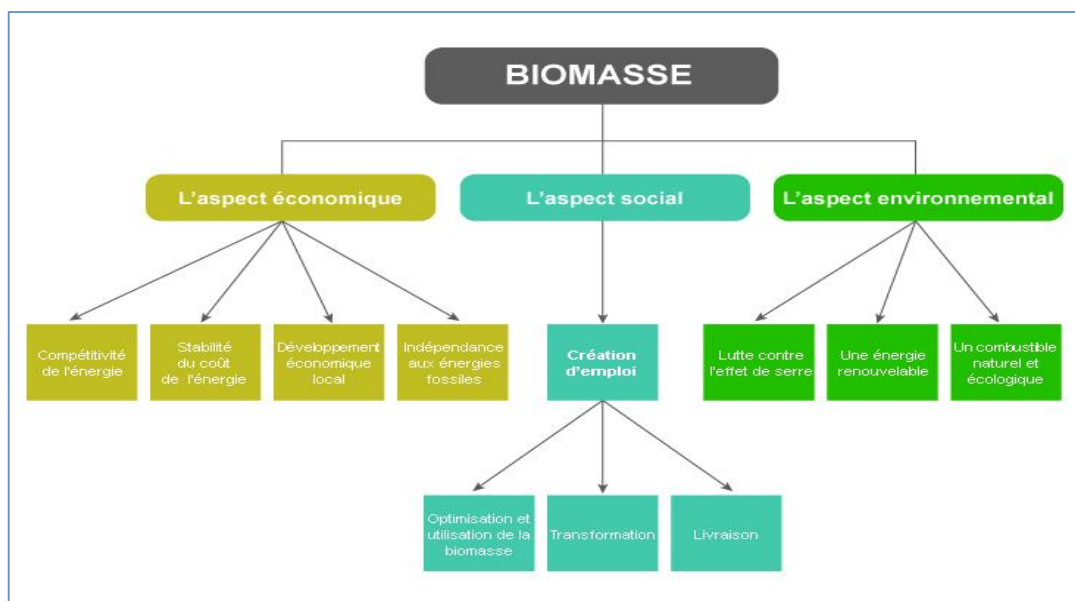 BIOMASSE
L'aspect économique
L'aspect social
L'aspect environnemental
Compétitivité
de l'énergie
Stabilité
du coût
de l'énergie
Développement
économique
local
Indépendance
aux énergies
fossiles
Création
d'emploi
Lutte contre
l'effet de serre
Une énergie
renouvelable
Un combustible
naturel et
écologique
Optimisation et
utilisation de la
biomasse
Transformation
Livraison